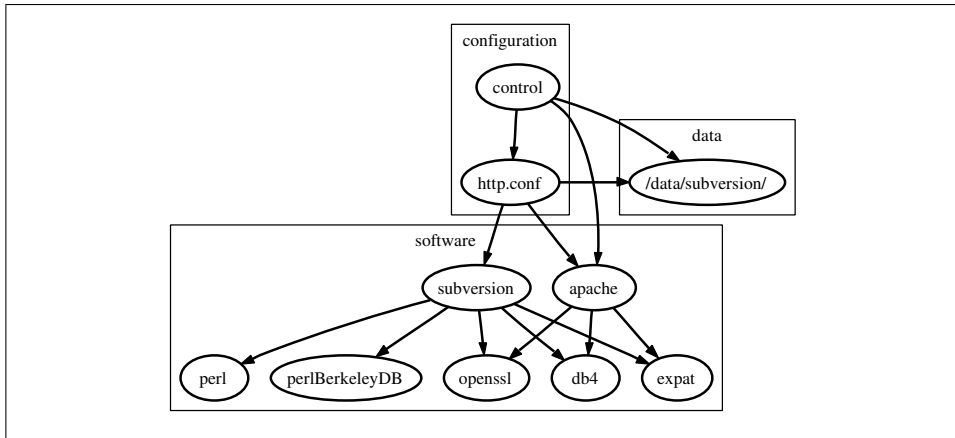 configuration
control
data
http.conf
/data/subversion/
software
subversion
apache
perl
perlBerkeleyDB
openssl
db4
expat